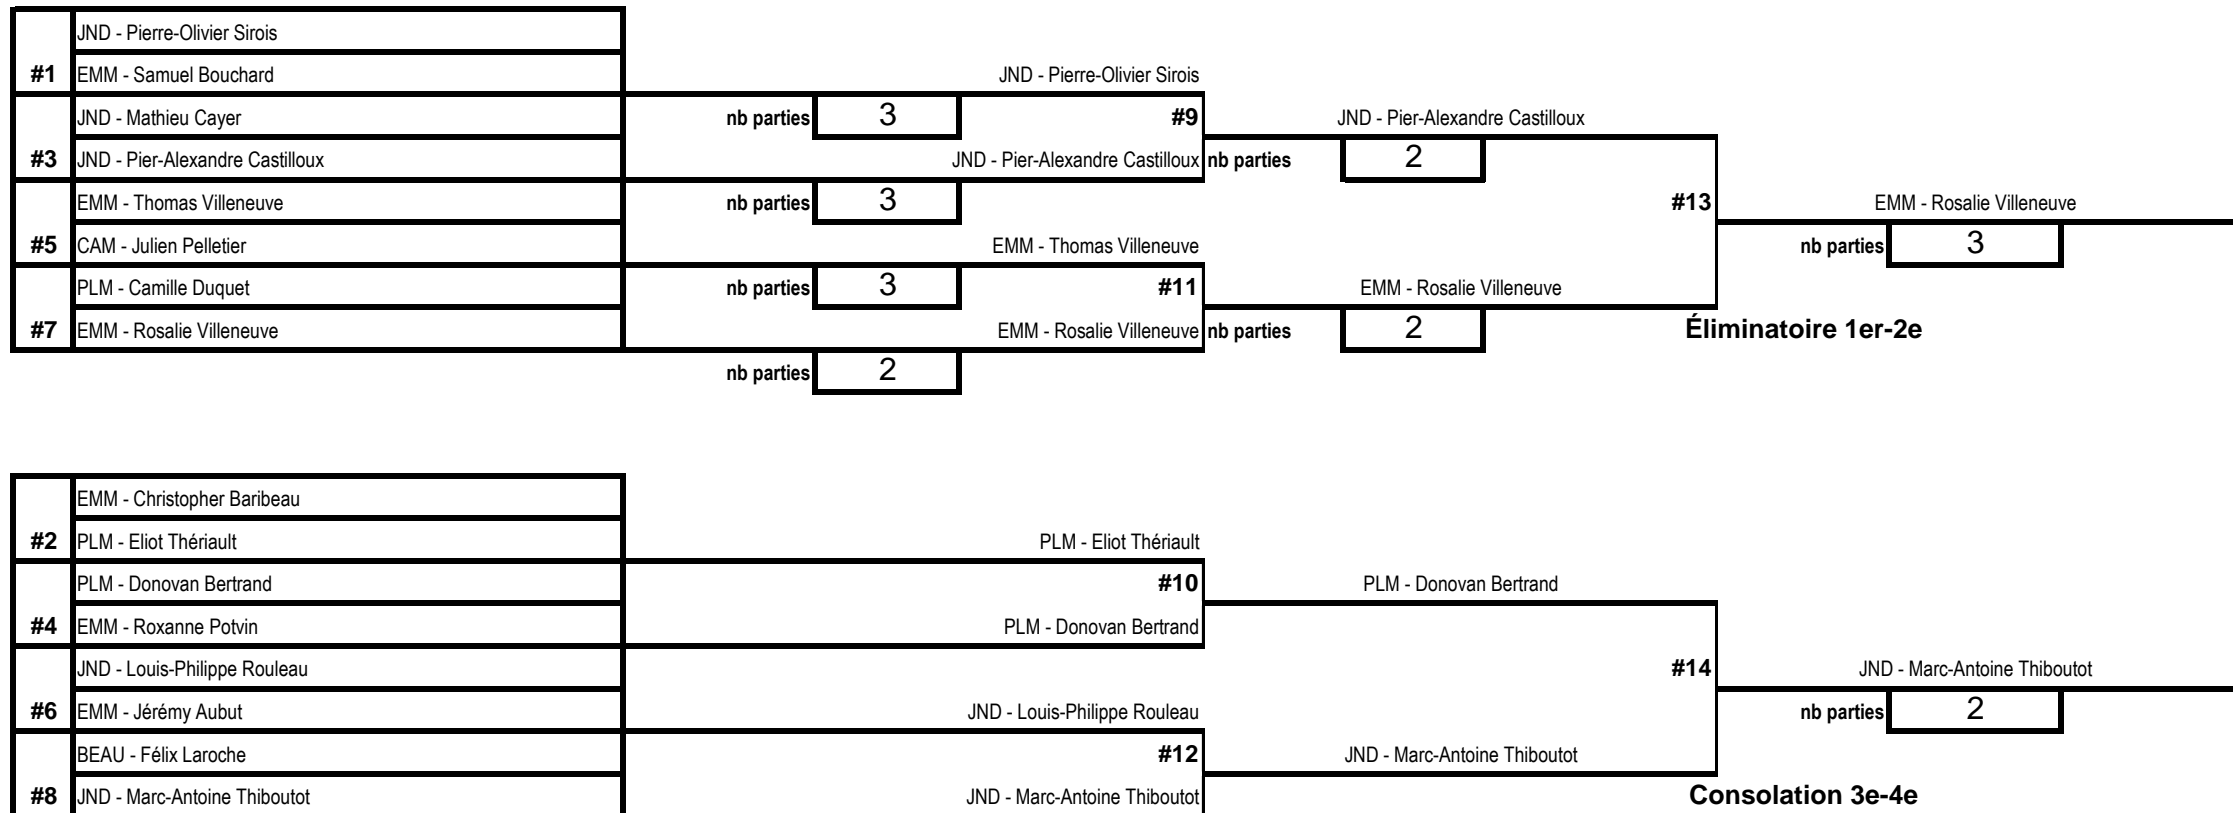 JND - Pierre-Olivier Sirois
#1 EMM - Samuel Bouchard JND - Pierre-Olivier Sirois
JND - Mathieu Cayer nb parties 3 #9 JND - Pier-Alexandre Castilloux
#3 JND - Pier-Alexandre Castilloux JND - Pier-Alexandre Castilloux nb parties 2
EMM - Thomas Villeneuve nb parties 3 #13 EMM - Rosalie Villeneuve
#5 CAM - Julien Pelletier EMM - Thomas Villeneuve nb parties 3
PLM - Camille Duquet nb parties 3 #11 EMM - Rosalie Villeneuve
#7 EMM - Rosalie Villeneuve EMM - Rosalie Villeneuve nb parties 2 Éliminatoire 1er-2e
nb parties 2
EMM - Christopher Baribeau
#2 PLM - Eliot Thériault PLM - Eliot Thériault
PLM - Donovan Bertrand #10 PLM - Donovan Bertrand
#4 EMM - Roxanne Potvin PLM - Donovan Bertrand
JND - Louis-Philippe Rouleau #14 JND - Marc-Antoine Thiboutot
#6 EMM - Jérémy Aubut JND - Louis-Philippe Rouleau nb parties 2
BEAU - Félix Laroche #12 JND - Marc-Antoine Thiboutot
#8 JND - Marc-Antoine Thiboutot JND - Marc-Antoine Thiboutot Consolation 3e-4e